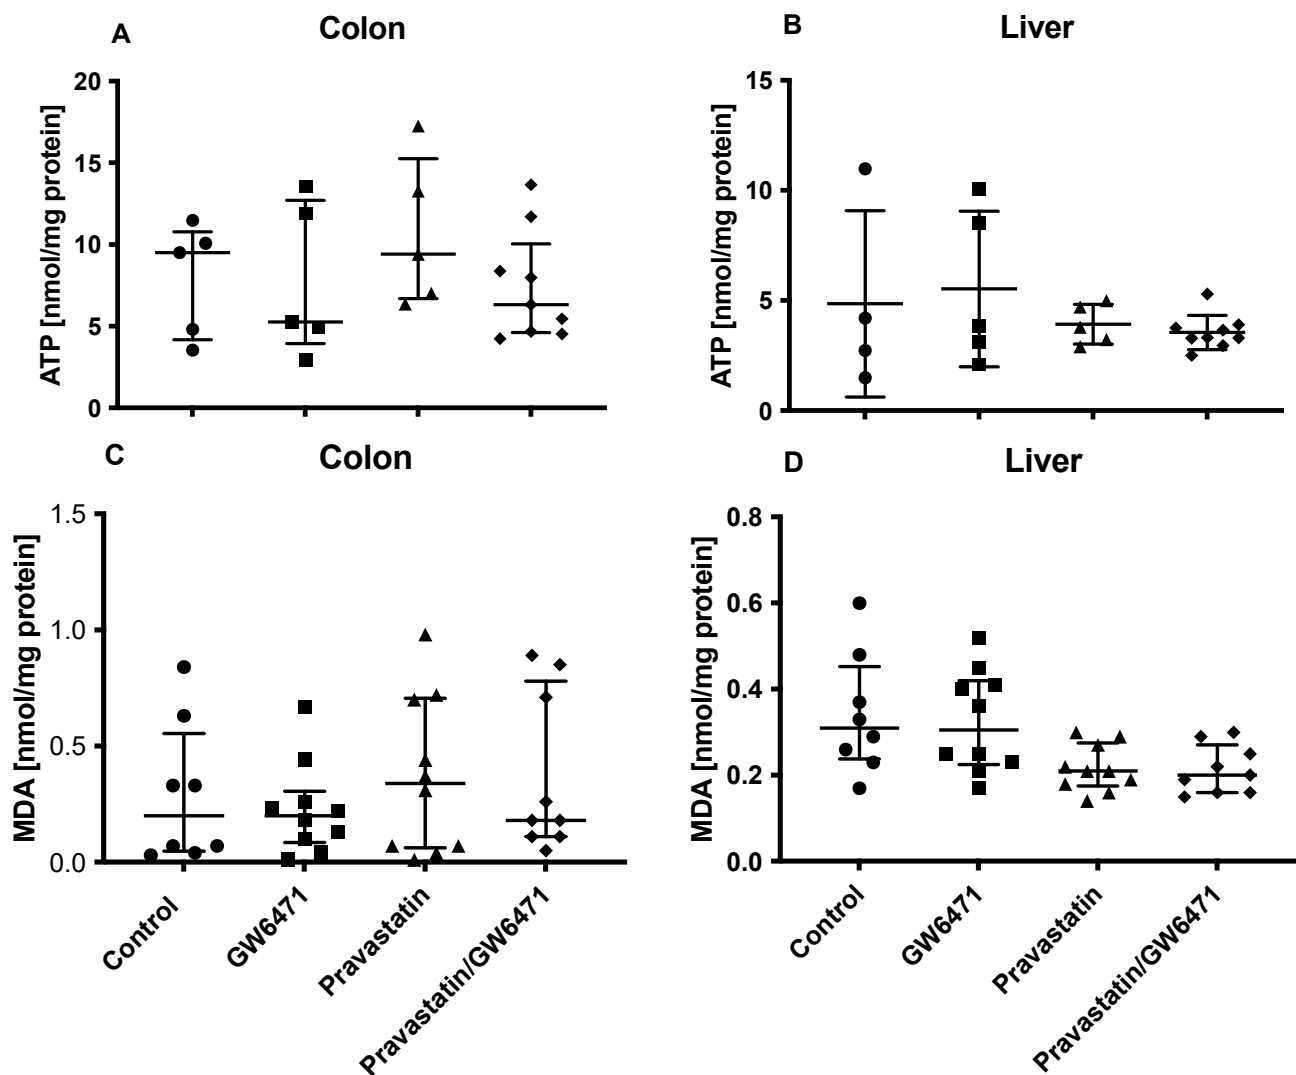 A Colon
ATP [nmol/mg protein]
20
15
10
5
0
B Liver
ATP [nmol/mg protein]
15
10
5
0
C Colon
MDA [nmol/mg protein]
1.5
1.0
0.5
0.0
Control
GW6471
Pravastatin
Pravastatin/GW6471
D Liver
MDA [nmol/mg protein]
0.8
0.6
0.4
0.2
0.0
Control
GW6471
Pravastatin
Pravastatin/GW6471